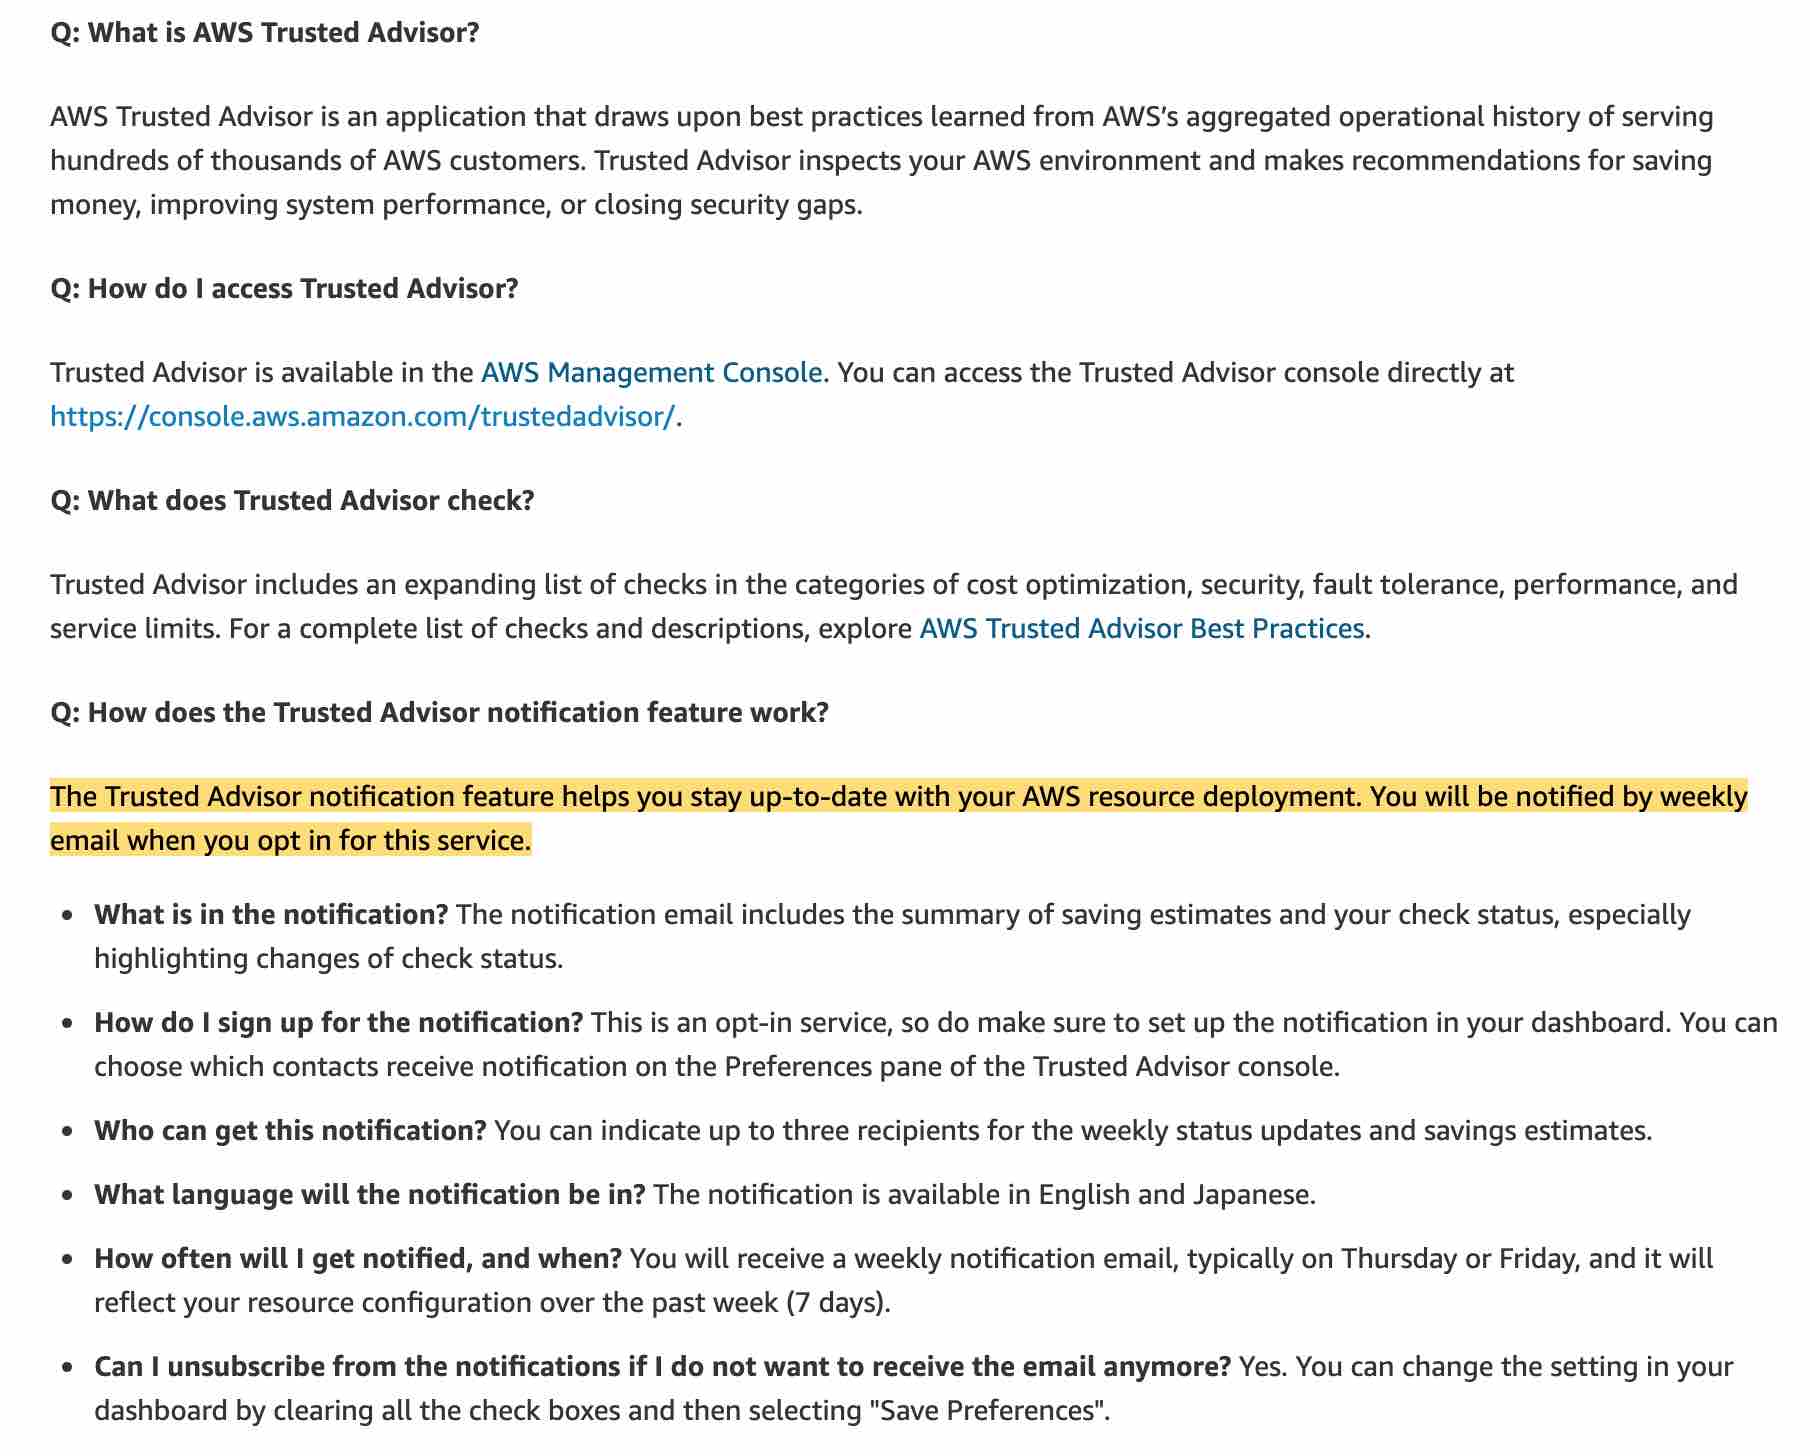 Q: What is AWS Trusted Advisor?
AWS Trusted Advisor is an application that draws upon best practices learned from AWS’s aggregated operational history of serving
hundreds of thousands of AWS customers. Trusted Advisor inspects your AWS environment and makes recommendations for saving
money, improving system performance, or closing security gaps.
Q: How do I access Trusted Advisor?
Trusted Advisor is available in the AWS Management Console. You can access the Trusted Advisor console directly at
https://console.aws.amazon.com/trustedadvisor/.
Q: What does Trusted Advisor check?
Trusted Advisor includes an expanding list of checks in the categories of cost optimization, security, fault tolerance, performance, and
service limits. For a complete list of checks and descriptions, explore AWS Trusted Advisor Best Practices.
Q: How does the Trusted Advisor notification feature work?
The Trusted Advisor notification feature helps you stay up-to-date with your AWS resource deployment. You will be notified by weekly
email when you opt in for this service.
• What is in the notification? The notification email includes the summary of saving estimates and your check status, especially
highlighting changes of check status.
• How do I sign up for the notification? This is an opt-in service, so do make sure to set up the notification in your dashboard. You can
choose which contacts receive notification on the Preferences pane of the Trusted Advisor console.
• Who can get this notification? You can indicate up to three recipients for the weekly status updates and savings estimates.
• What language will the notification be in? The notification is available in English and Japanese.
• How often will I get notified, and when? You will receive a weekly notification email, typically on Thursday or Friday, and it will
reflect your resource configuration over the past week (7 days).
• Can I unsubscribe from the notifications if I do not want to receive the email anymore? Yes. You can change the setting in your
dashboard by clearing all the check boxes and then selecting "Save Preferences".